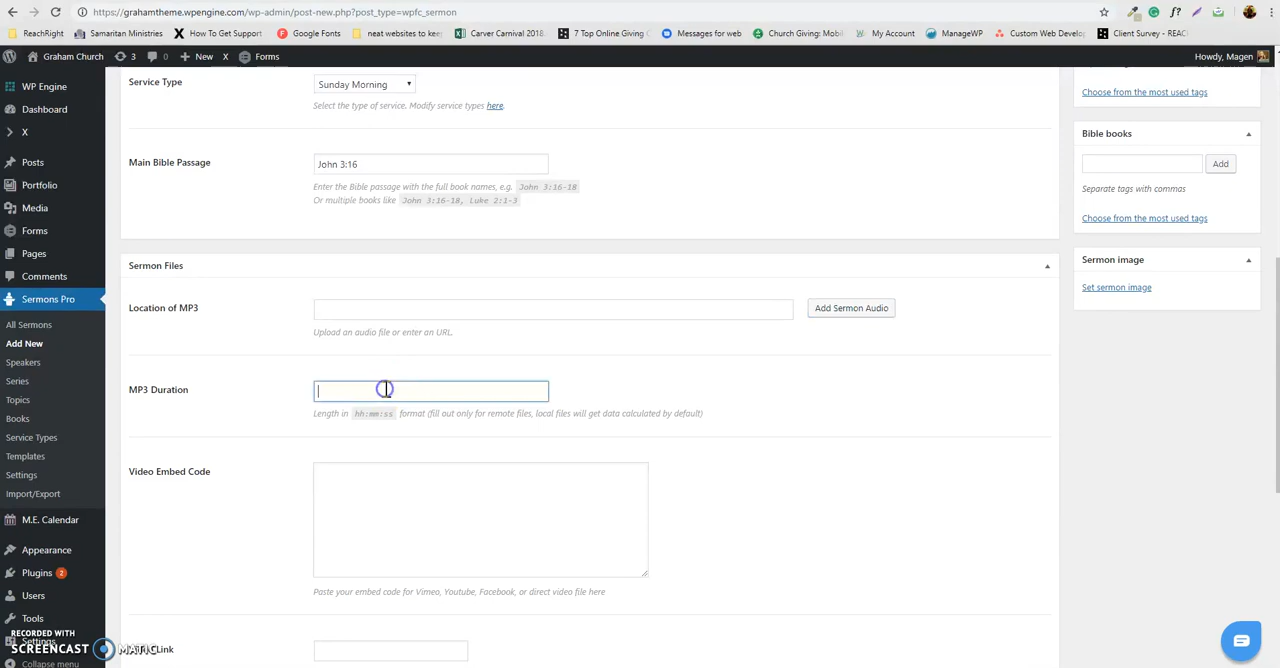 https://grahamtheme.wpengine.com/wp-admin/post-new.php?post_type=wpfc_sermon
ReachRight
Samaritan Ministries
How To Get Support
Google Fonts
neat websites to kee
Carver Carnival 2018.
7 Top Online Giving
Messages for web
Church Giving: Mobil
My Account
ManageWP
Custom Web Develo
Client Survey - REAC
Graham Church
3
0
New
X
Forms
Howdy, Magen
WP Engine
Dashboard
X
Posts
Portfolio
Media
Forms
Pages
Comments
Sermons Pro
All Sermons
Add New
Speakers
Series
Topics
Books
Service Types
Templates
Settings
Import/Export
M.E. Calendar
Appearance
Plugins 2
Users
Tools
Settings
Collapse menu
RECORDED WITH
SCREENCAST MATIC
Service Type
Sunday Morning
Select the type of service. Modify service types here.
Main Bible Passage
John 3:16
Enter the Bible passage with the full book names, e.g. John 3:16-18
Or multiple books like John 3:16-18, Luke 2:1-3
Sermon Files
Location of MP3
Add Sermon Audio
Upload an audio file or enter an URL.
MP3 Duration
Length in hh:mm:ss format (fill out only for remote files, local files will get data calculated by default)
Video Embed Code
Paste your embed code for Vimeo, Youtube, Facebook, or direct video file here
Link
Choose from the most used tags
Bible books
Add
Separate tags with commas
Choose from the most used tags
Sermon image
Set sermon image